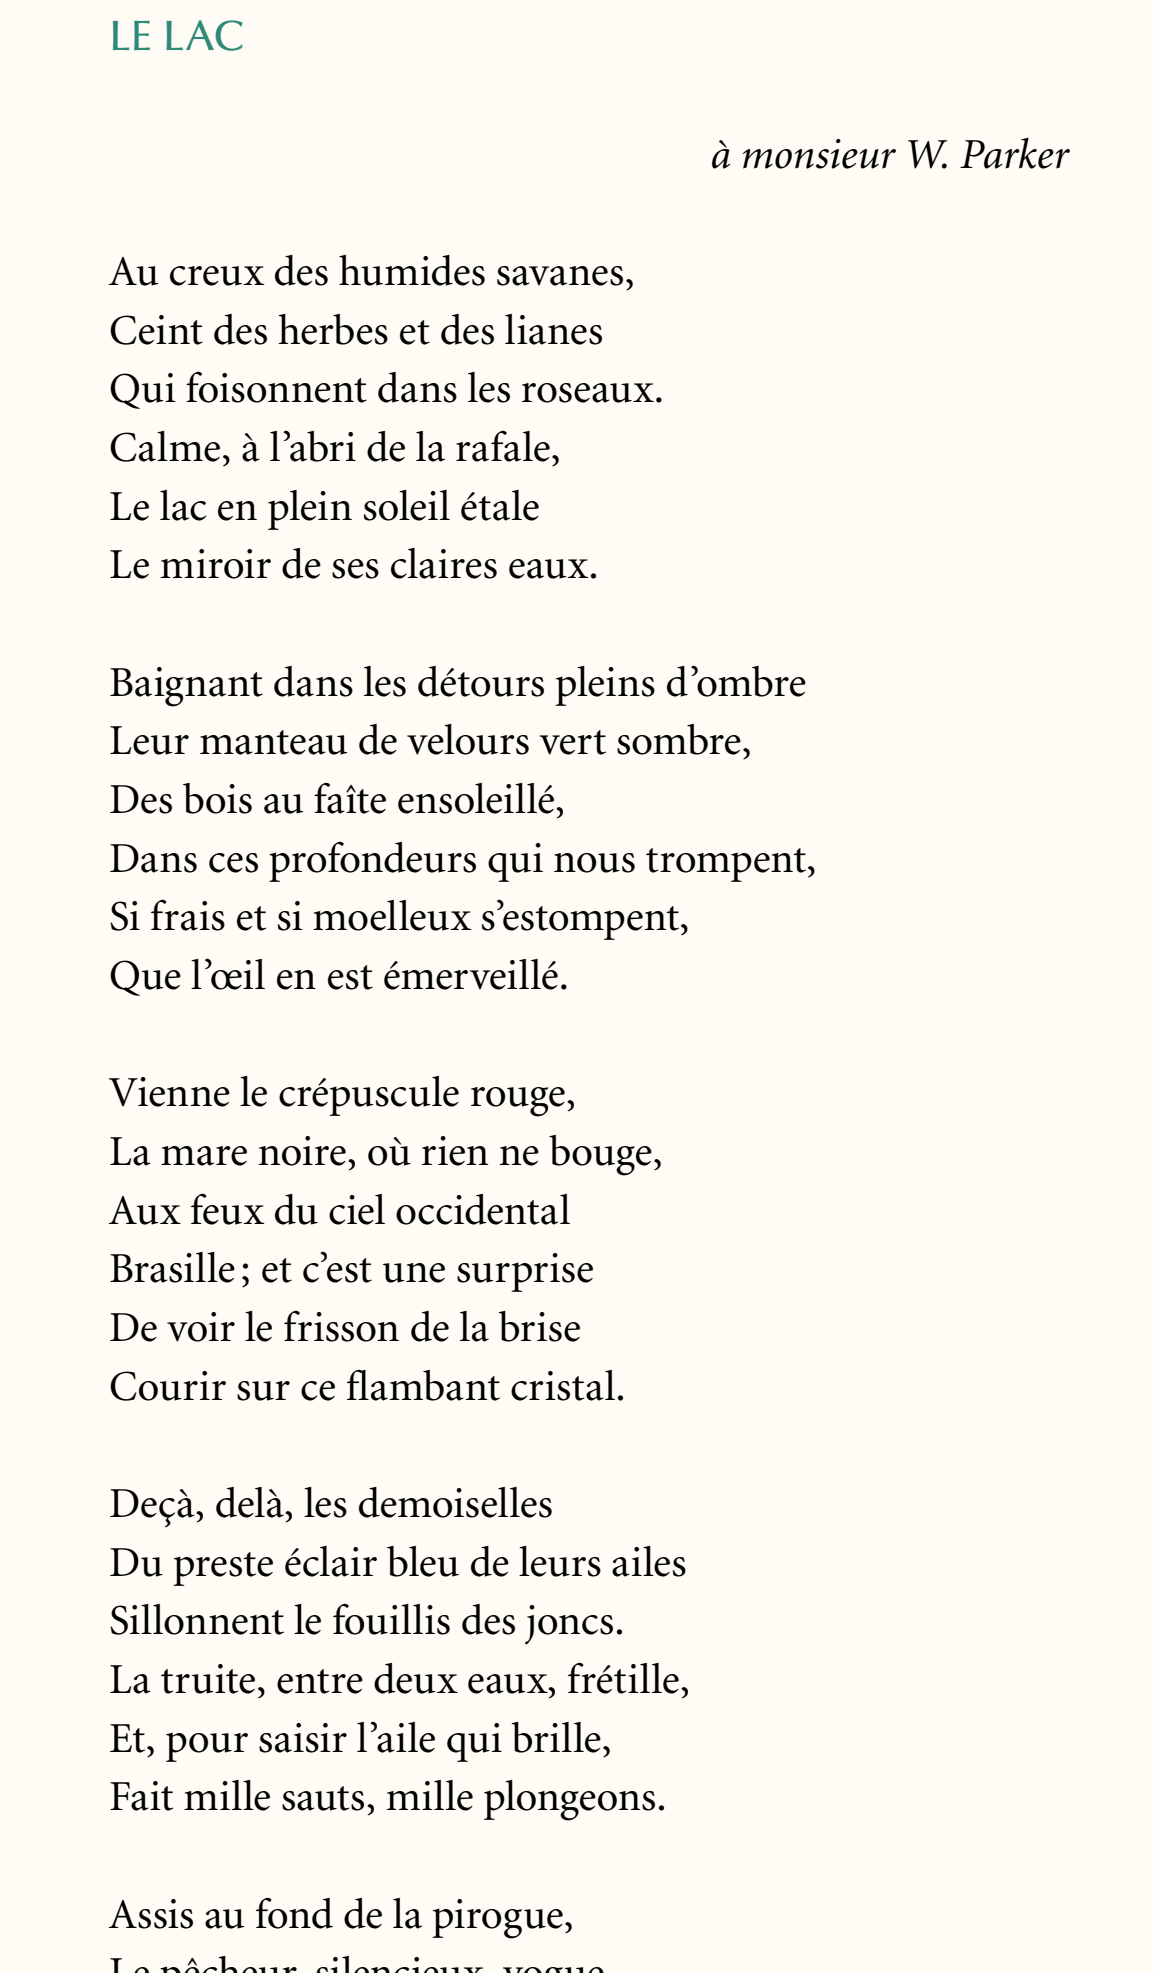 LE LAC
à monsieur W. Parker
Au creux des humides savanes,
Ceint des herbes et des lianes
Qui foisonnent dans les roseaux.
Calme, à l’abri de la rafale,
Le lac en plein soleil étale
Le miroir de ses claires eaux.
Baignant dans les détours pleins d’ombre
Leur manteau de velours vert sombre,
Des bois au faîte ensoleillé,
Dans ces profondeurs qui nous trompent,
Si frais et si moelleux s’estompent,
Que l’œil en est émerveillé.
Vienne le crépuscule rouge,
La mare noire, où rien ne bouge,
Aux feux du ciel occidental
Brasille ; et c’est une surprise
De voir le frisson de la brise
Courir sur ce flambant cristal.
Deçà, delà, les demoiselles
Du preste éclair bleu de leurs ailes
Sillonnent le fouillis des joncs.
La truite, entre deux eaux, frétille,
Et, pour saisir l’aile qui brille,
Fait mille sauts, mille plongeons.
Assis au fond de la pirogue,
Le pêcheur, silencieux, vogue